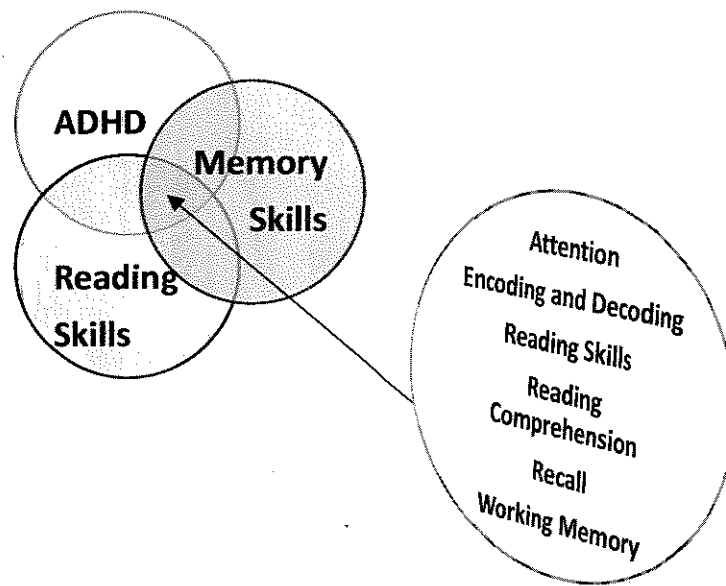 ADHD
Memory
Skills
Reading
Skills
Attention
Encoding and Decoding
Reading Skills
Reading
Comprehension
Recall
Working Memory